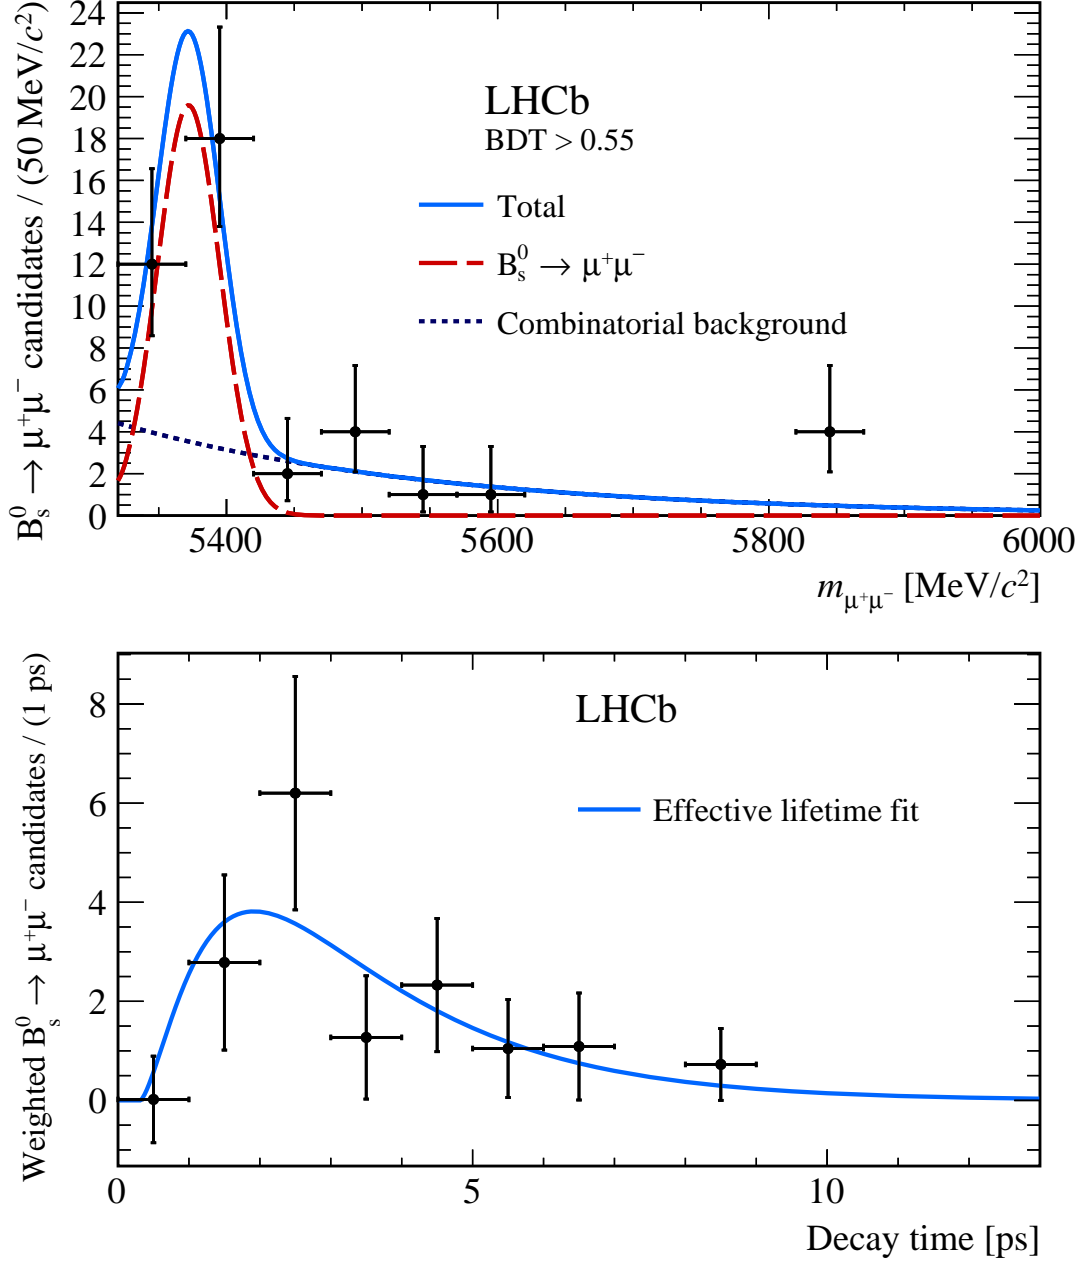 B⁰ₛ → μ⁺μ⁻ candidates / (50 MeV/c²)
24
22
20
18
16
14
12
10
8
6
4
2
0
LHCb
BDT > 0.55
Total
B⁰ₛ → μ⁺μ⁻
Combinatorial background
5400 5600 5800 6000
m_μ⁺μ⁻ [MeV/c²]
Weighted B⁰ₛ → μ⁺μ⁻ candidates / (1 ps)
8
6
4
2
0
LHCb
Effective lifetime fit
0 5 10
Decay time [ps]